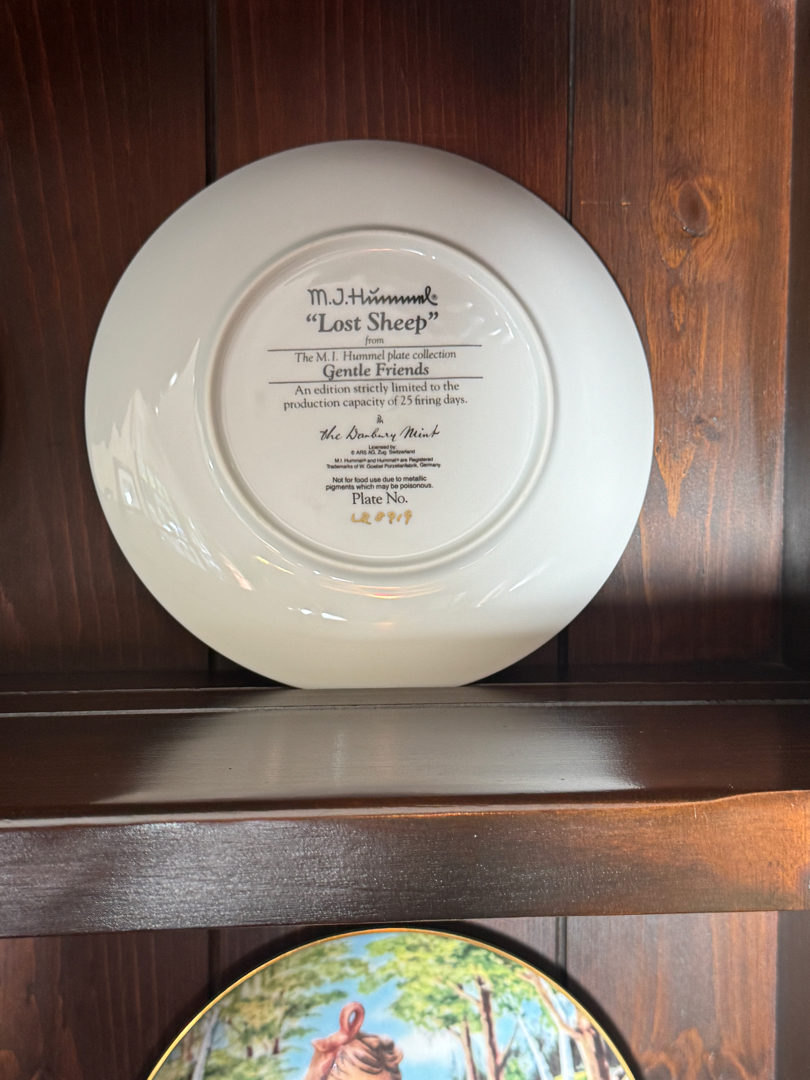 M.J.Hummel®
“Lost Sheep”
from
The M.I. Hummel plate collection
Gentle Friends
An edition strictly limited to the
production capacity of 25 firing days.
&
the Danbury Mint
Licensed by
© ARS AG, Zug Switzerland
M.I. Hummel® and Hummel® are Registered
Trademarks of W. Goebel Porzellanfabrik, Germany.
Not for food use due to metallic
pigments which may be poisonous.
Plate No.